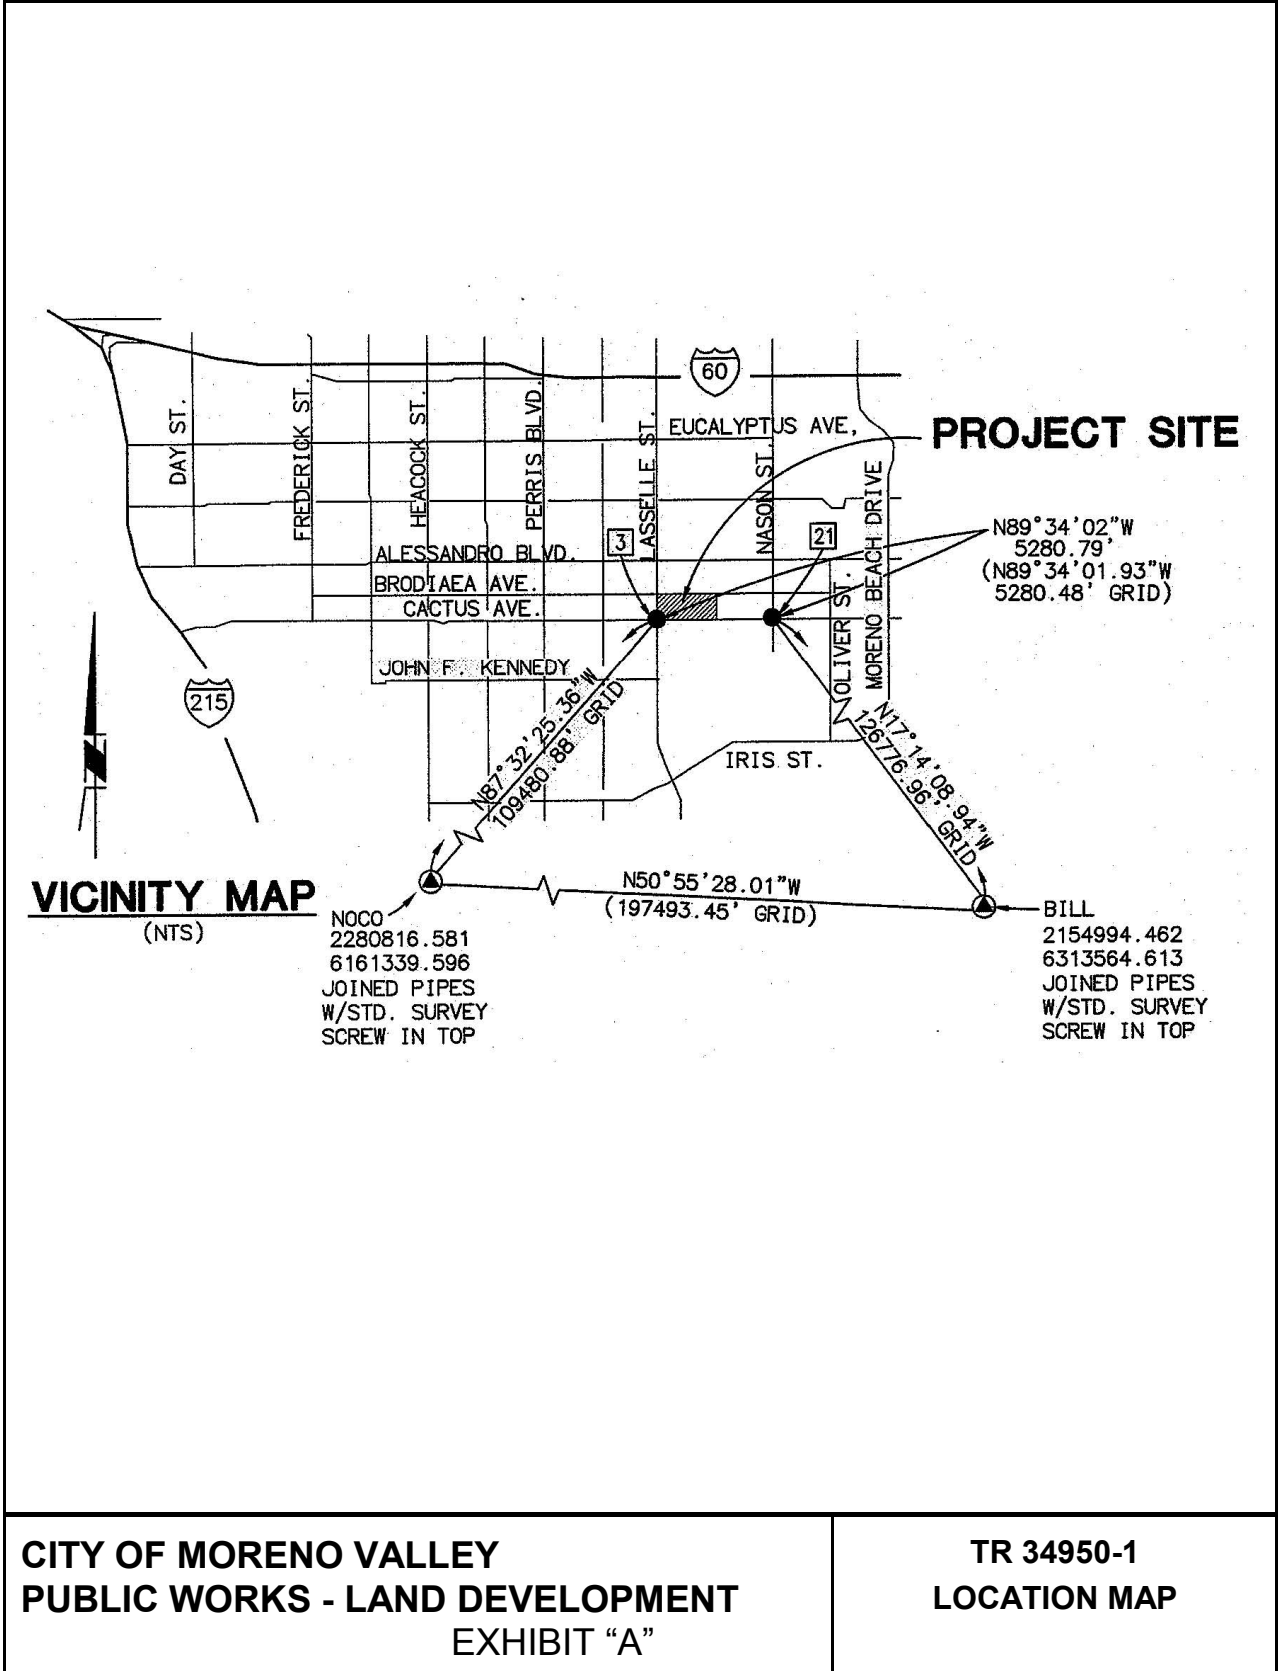 60
EUCALYPTUS AVE,
PROJECT SITE
DAY ST.
FREDERICK ST.
HEACOCK ST.
PERRIS BLVD.
LASSELLE ST.
NASON ST.
MORENO BEACH DRIVE
OLIVER ST.
3
21
N89°34'02"W
5280.79'
(N89°34'01.93"W
5280.48' GRID)
ALESSANDRO BLVD.
BRODIAEA AVE.
CACTUS AVE.
JOHN F. KENNEDY
215
N87°32'25.36"W
109480.88' GRID
N17°14'08.94"W
126776.96' GRID
IRIS ST.
VICINITY MAP
(NTS)
N50°55'28.01"W
(197493.45' GRID)
NOCO
2280816.581
6161339.596
JOINED PIPES
W/STD. SURVEY
SCREW IN TOP
BILL
2154994.462
6313564.613
JOINED PIPES
W/STD. SURVEY
SCREW IN TOP
CITY OF MORENO VALLEY
PUBLIC WORKS - LAND DEVELOPMENT
EXHIBIT “A”
TR 34950-1
LOCATION MAP